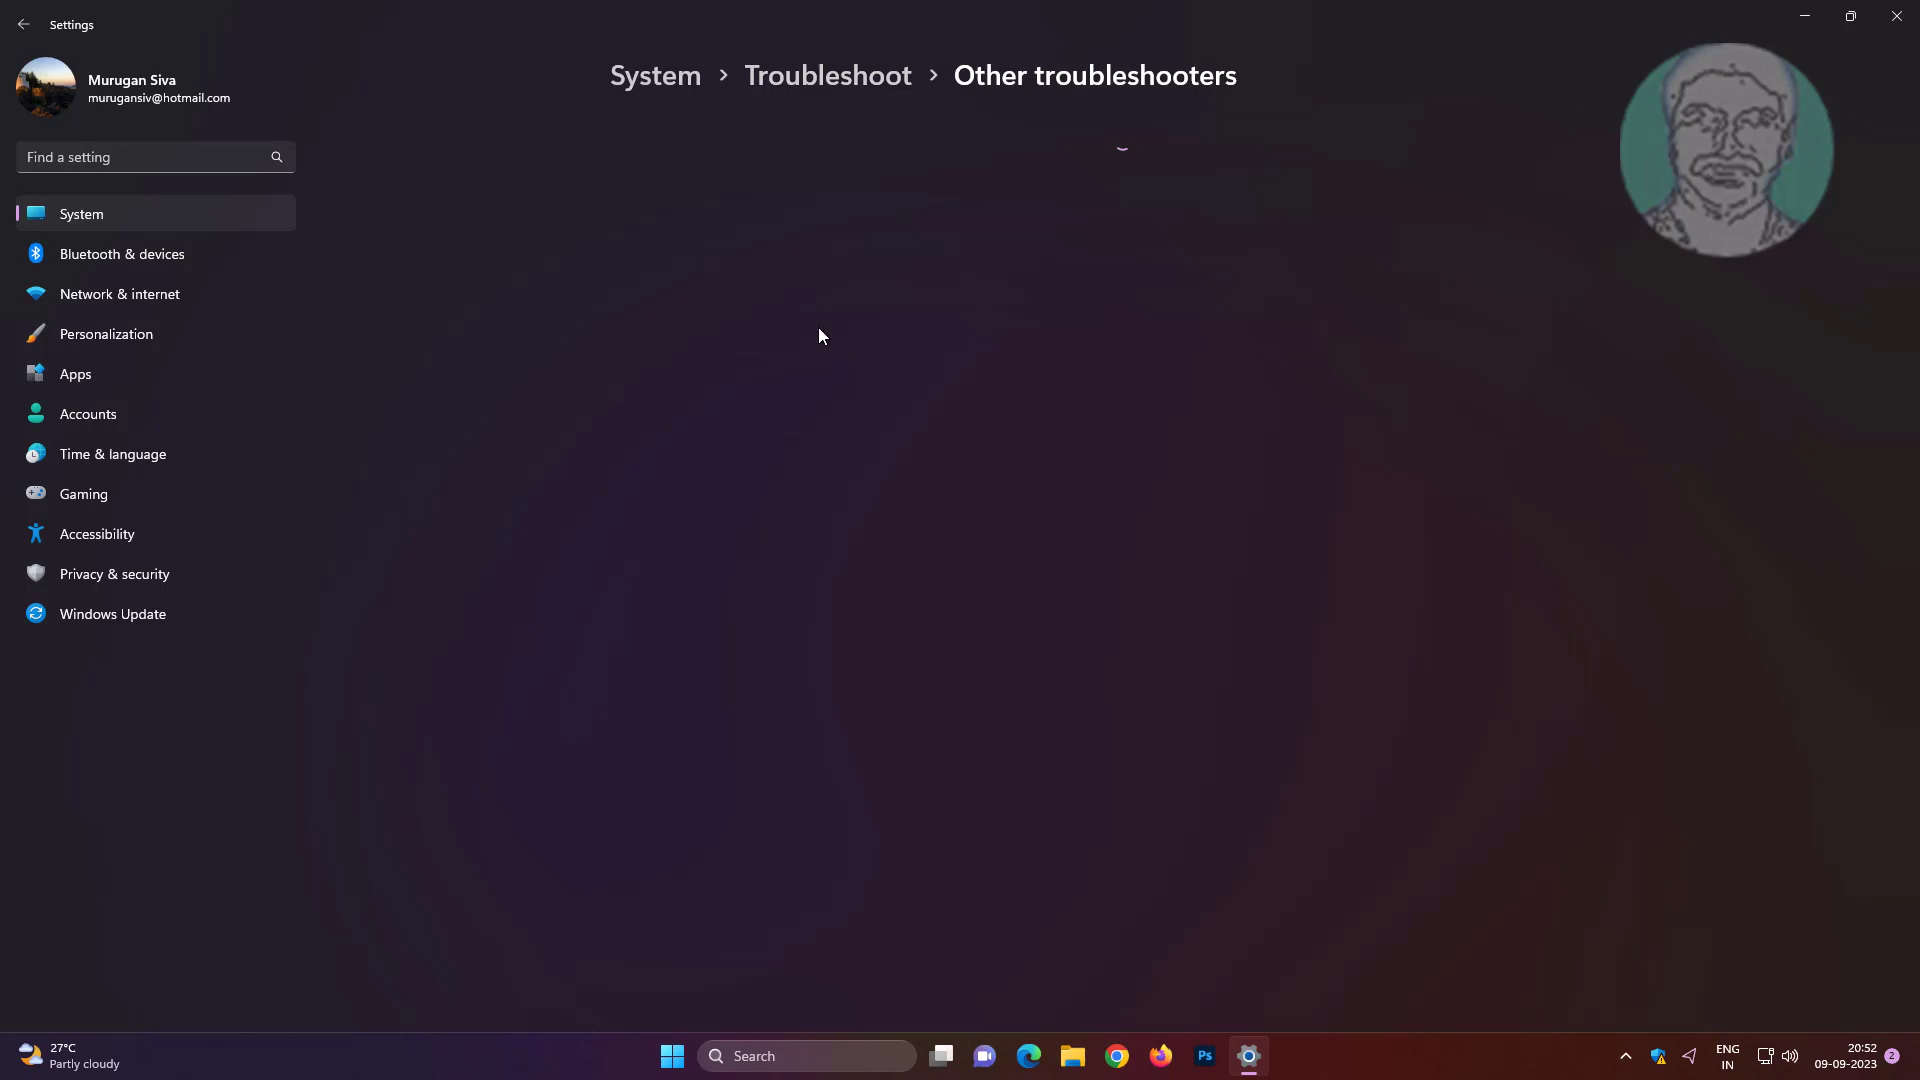 Settings
Murugan Siva
murugansiv@hotmail.com
Find a setting
System
Bluetooth & devices
Network & internet
Personalization
Apps
Accounts
Time & language
Gaming
Accessibility
Privacy & security
Windows Update
System > Troubleshoot > Other troubleshooters
27°C
Partly cloudy
Search
Ps
ENG
IN
20:52
09-09-2023
2